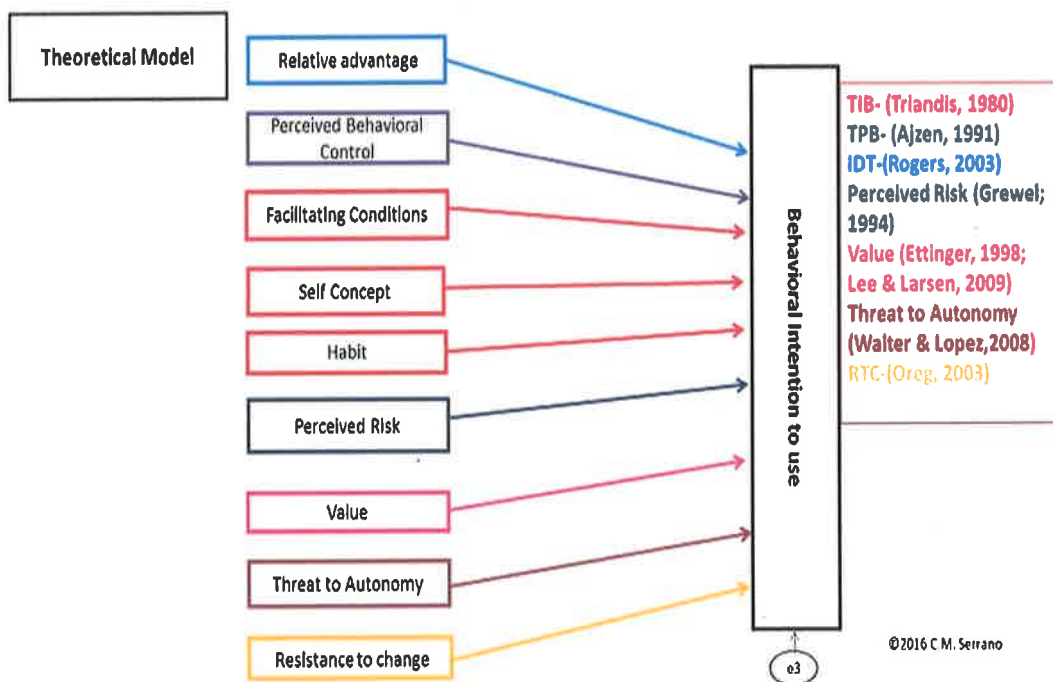 Theoretical Model
Relative advantage
Perceived Behavioral
Control
Facilitating Conditions
Self Concept
Habit
Perceived Risk
Value
Threat to Autonomy
Resistance to change
Behavioral Intention to use
TIB- (Triandis, 1980)
TPB- (Ajzen, 1991)
IDT-(Rogers, 2003)
Perceived Risk (Grewel;
1994)
Value (Ettinger, 1998;
Lee & Larsen, 2009)
Threat to Autonomy
(Walter & Lopez,2008)
RTC-(Oreg, 2003)
e3
©2016 C M. Serrano